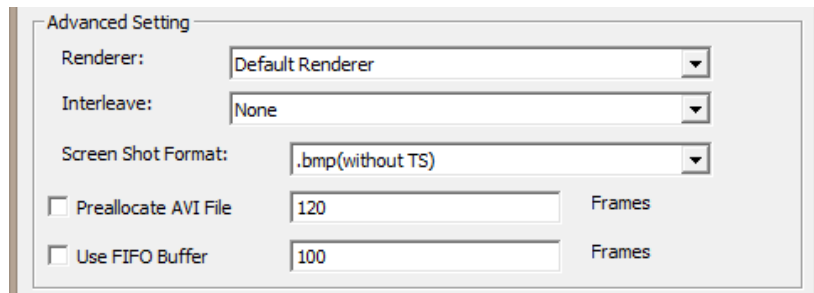 Advanced Setting
Renderer: Default Renderer
Interleave: None
Screen Shot Format: .bmp(without TS)
Preallocate AVI File 120 Frames
Use FIFO Buffer 100 Frames